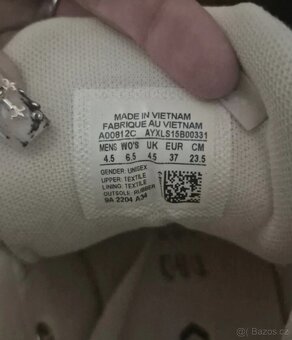 MADE IN VIETNAM
FABRIQUE AU VIETNAM
A00812C AYXLS15B00331
MENS WO'S UK EUR CM
4.5 6.5 4.5 37 23.5
GENDER: UNISEX
UPPER: TEXTILE
LINING: TEXTILE
OUTSOLE: RUBBER
9A 2204 A34
Bazos.cz